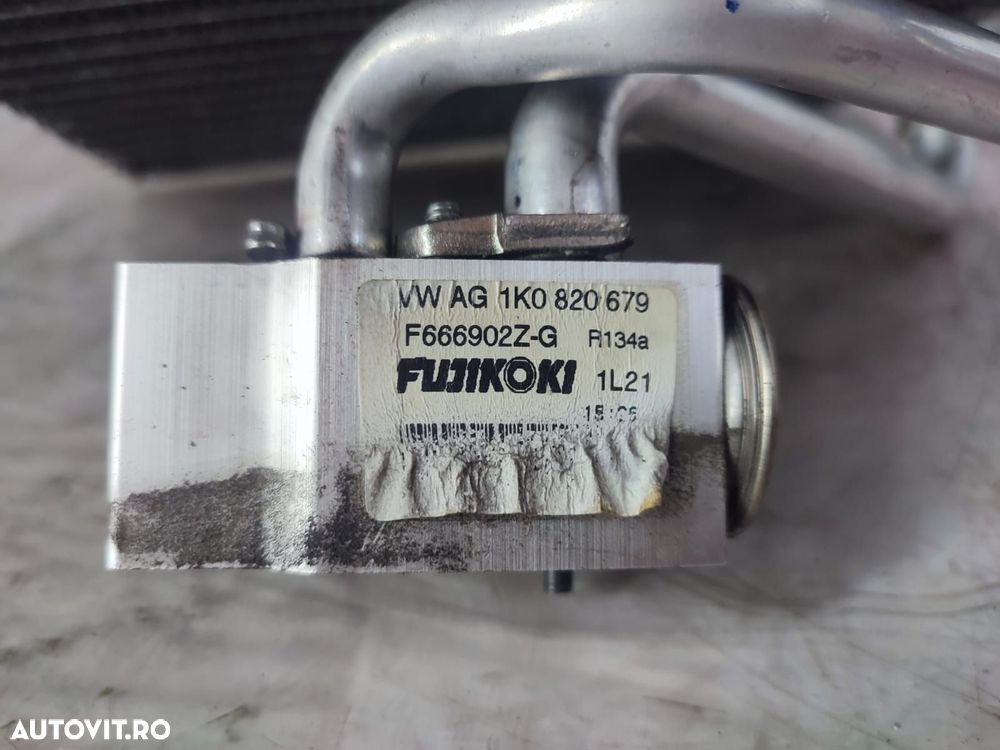 VW AG 1K0 820 679
F666902Z-G R134a
FUJIKOKI 1L21
AUTOVIT.RO